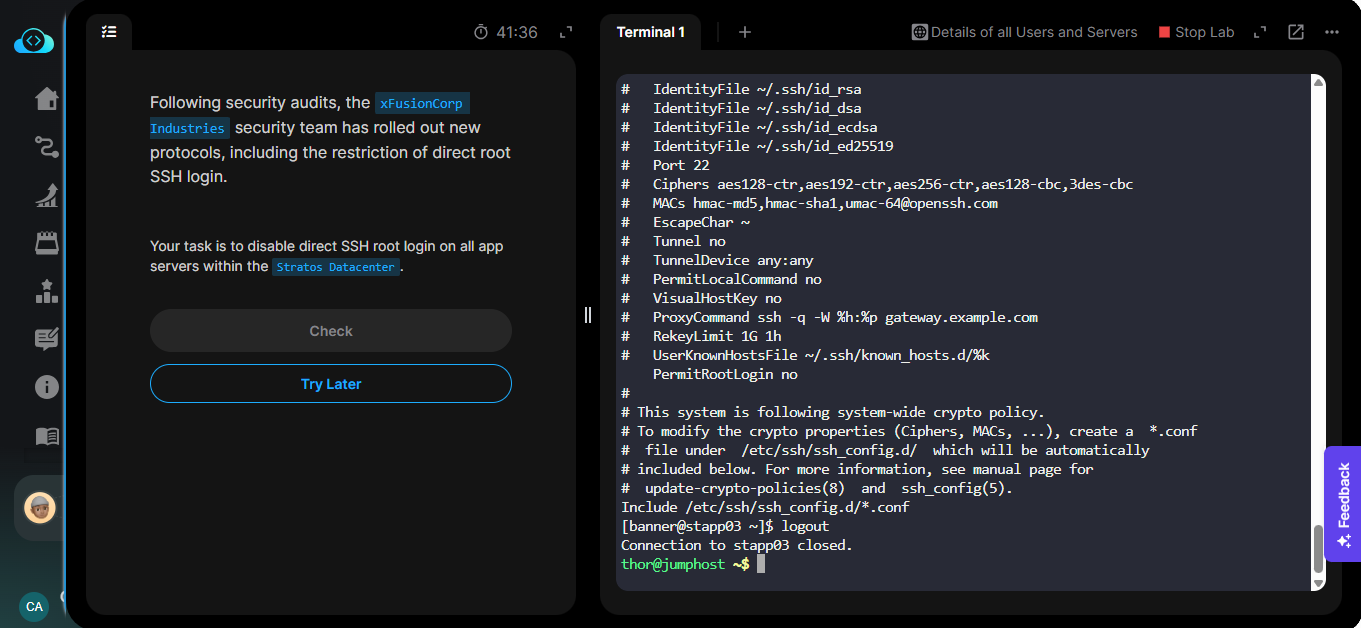 41:36
Following security audits, the xFusionCorp
Industries security team has rolled out new
protocols, including the restriction of direct root
SSH login.
Your task is to disable direct SSH root login on all app
servers within the Stratos Datacenter.
Check
Try Later
Terminal 1
+
Details of all Users and Servers
Stop Lab
#   IdentityFile ~/.ssh/id_rsa
#   IdentityFile ~/.ssh/id_dsa
#   IdentityFile ~/.ssh/id_ecdsa
#   IdentityFile ~/.ssh/id_ed25519
#   Port 22
#   Ciphers aes128-ctr,aes192-ctr,aes256-ctr,aes128-cbc,3des-cbc
#   MACs hmac-md5,hmac-sha1,umac-64@openssh.com
#   EscapeChar ~
#   Tunnel no
#   TunnelDevice any:any
#   PermitLocalCommand no
#   VisualHostKey no
#   ProxyCommand ssh -q -W %h:%p gateway.example.com
#   RekeyLimit 1G 1h
#   UserKnownHostsFile ~/.ssh/known_hosts.d/%k
    PermitRootLogin no
#
# This system is following system-wide crypto policy.
# To modify the crypto properties (Ciphers, MACs, ...), create a  *.conf
#  file under  /etc/ssh/ssh_config.d/  which will be automatically
# included below. For more information, see manual page for
#  update-crypto-policies(8)  and  ssh_config(5).
Include /etc/ssh/ssh_config.d/*.conf
[banner@stapp03 ~]$ logout
Connection to stapp03 closed.
thor@jumphost ~$
Feedback
CA